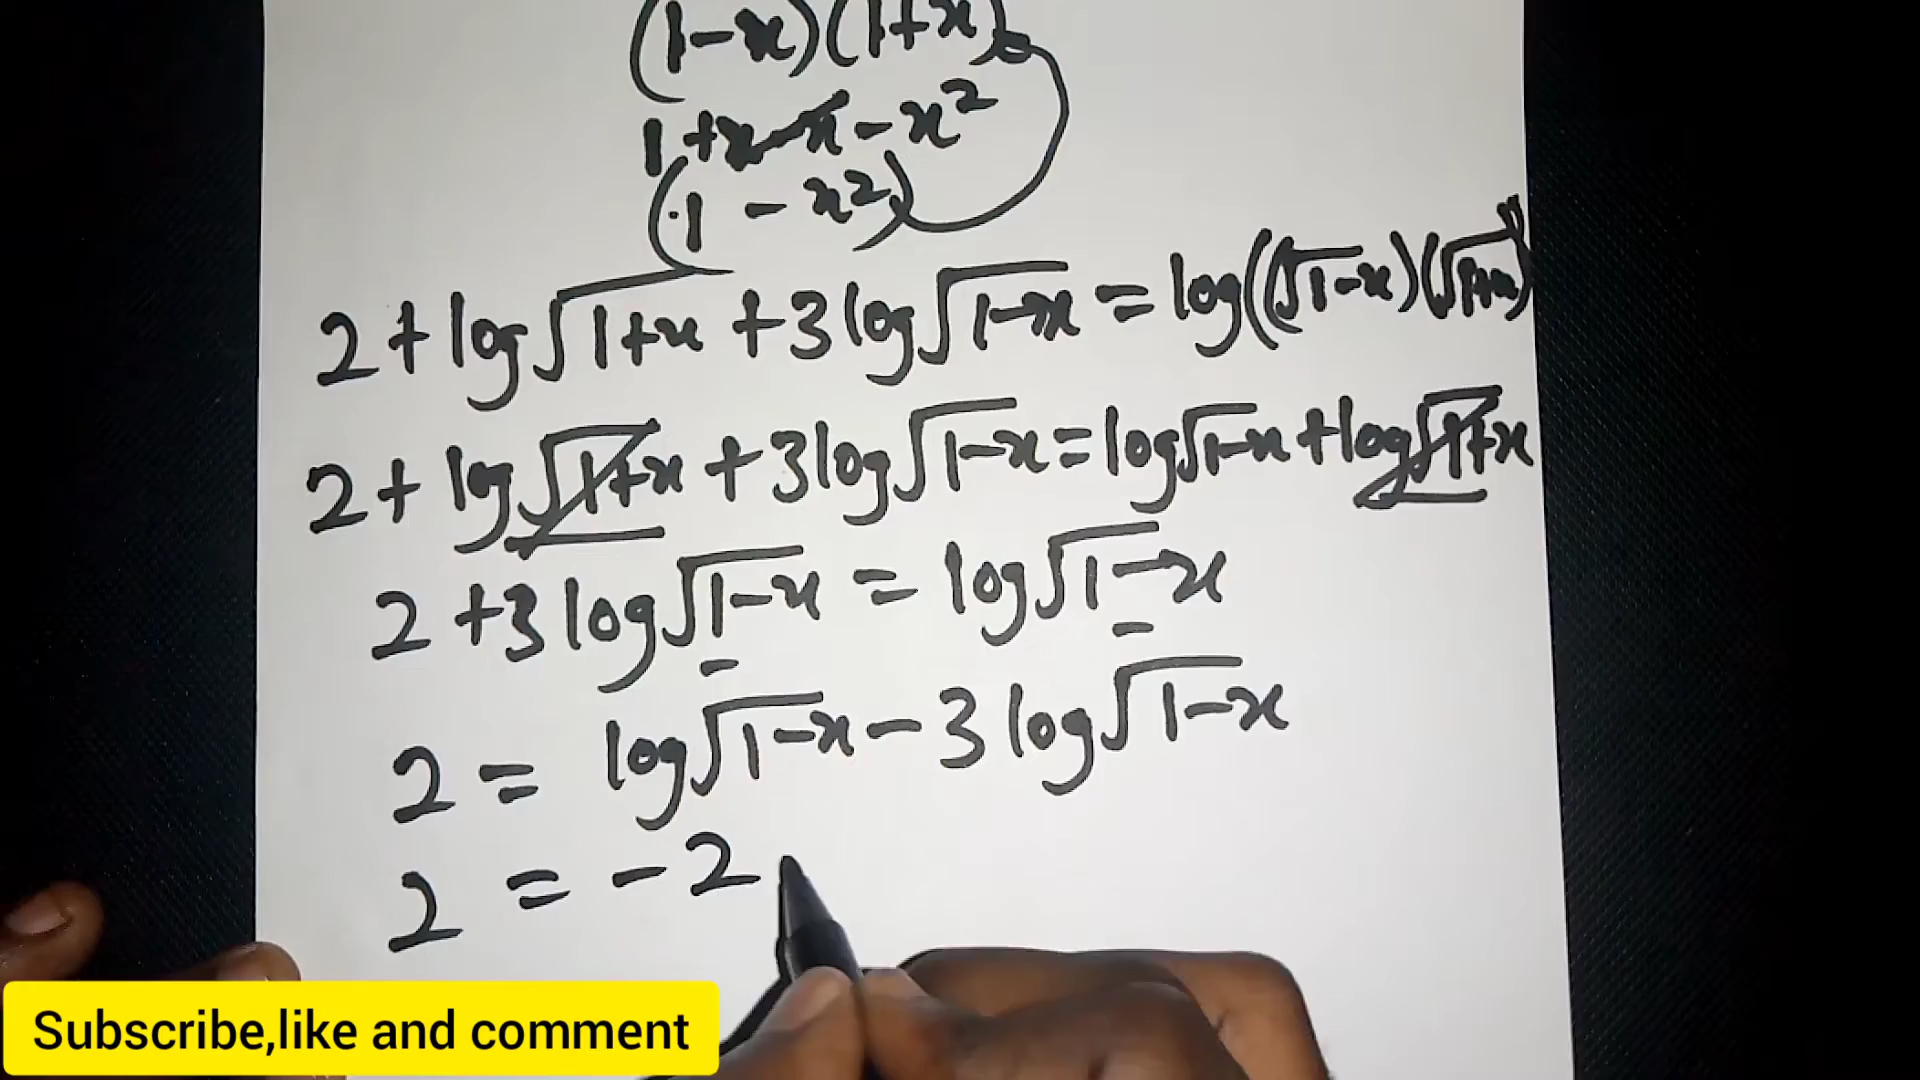 (1-x)(1+x)
1+x-x-x²
(1-x²)
2+log√1+x+3log√1-x=log((√1-x)(√1+x))
2+log√1+x+3log√1-x=log√1-x+log√1+x
2+3log√1-x=log√1-x
2=log√1-x-3log√1-x
2=-2
Subscribe,like and comment